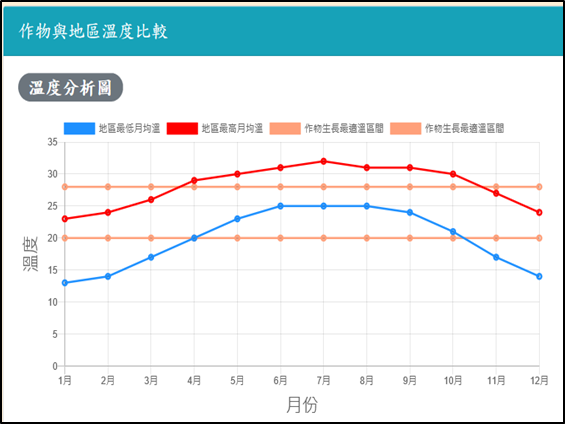 作物與地區溫度比較
溫度分析圖
地區最低月均溫 地區最高月均溫 作物生長最適溫區間 作物生長最適溫區間
35
30
25
20
15
10
5
0
溫度
1月 2月 3月 4月 5月 6月 7月 8月 9月 10月 11月 12月
月份